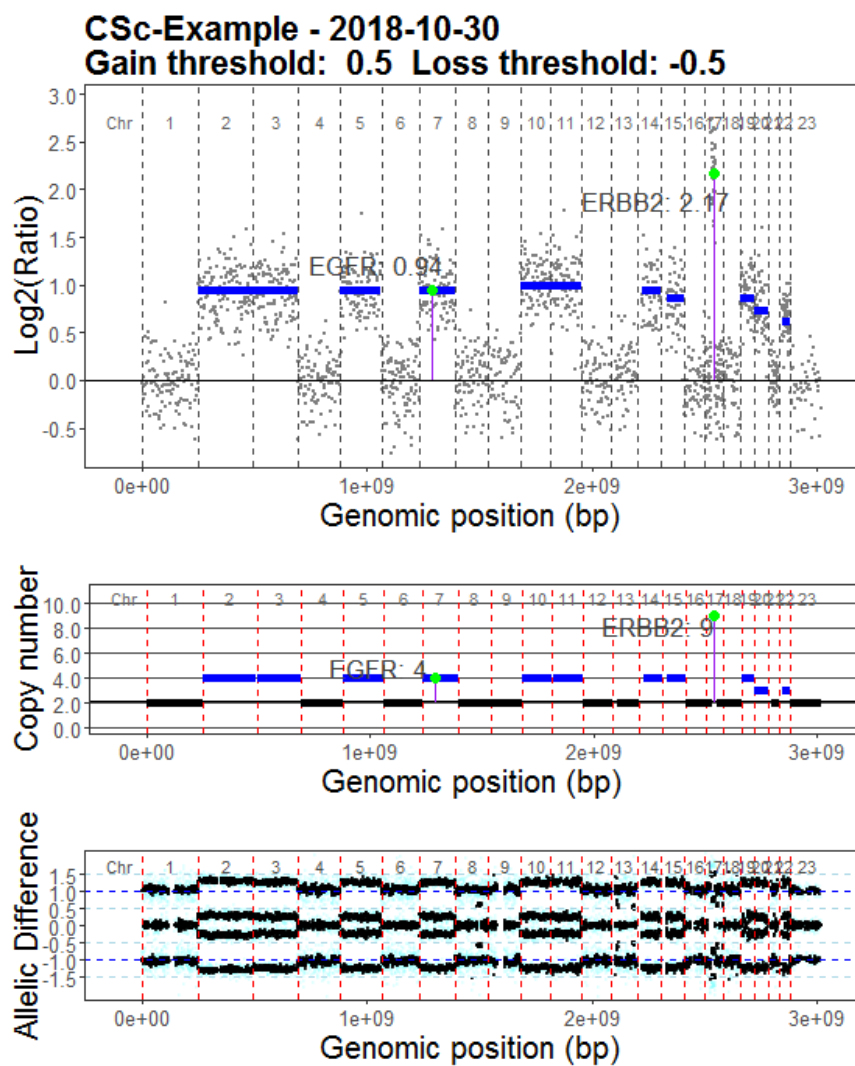 CSc-Example - 2018-10-30
Gain threshold:  0.5  Loss threshold: -0.5
Log2(Ratio)
3.0
2.5
2.0
1.5
1.0
0.5
0.0
-0.5
Chr 1 2 3 4 5 6 7 8 9 10 11 12 13 14 15 16 17 18 19 20 21 22 23
ERBB2: 2.17
EGFR: 0.94
0e+00 1e+09 2e+09 3e+09
Genomic position (bp)
Copy number
10.0
8.0
6.0
4.0
2.0
0.0
Chr 1 2 3 4 5 6 7 8 9 10 11 12 13 14 15 16 17 18 19 20 21 22 23
ERBB2: 9
EGFR: 4
0e+00 1e+09 2e+09 3e+09
Genomic position (bp)
Allelic Difference
1.5
1.0
0.5
0.0
-0.5
-1.0
-1.5
Chr 1 2 3 4 5 6 7 8 9 10 11 12 13 14 15 16 17 18 19 20 21 22 23
0e+00 1e+09 2e+09 3e+09
Genomic position (bp)